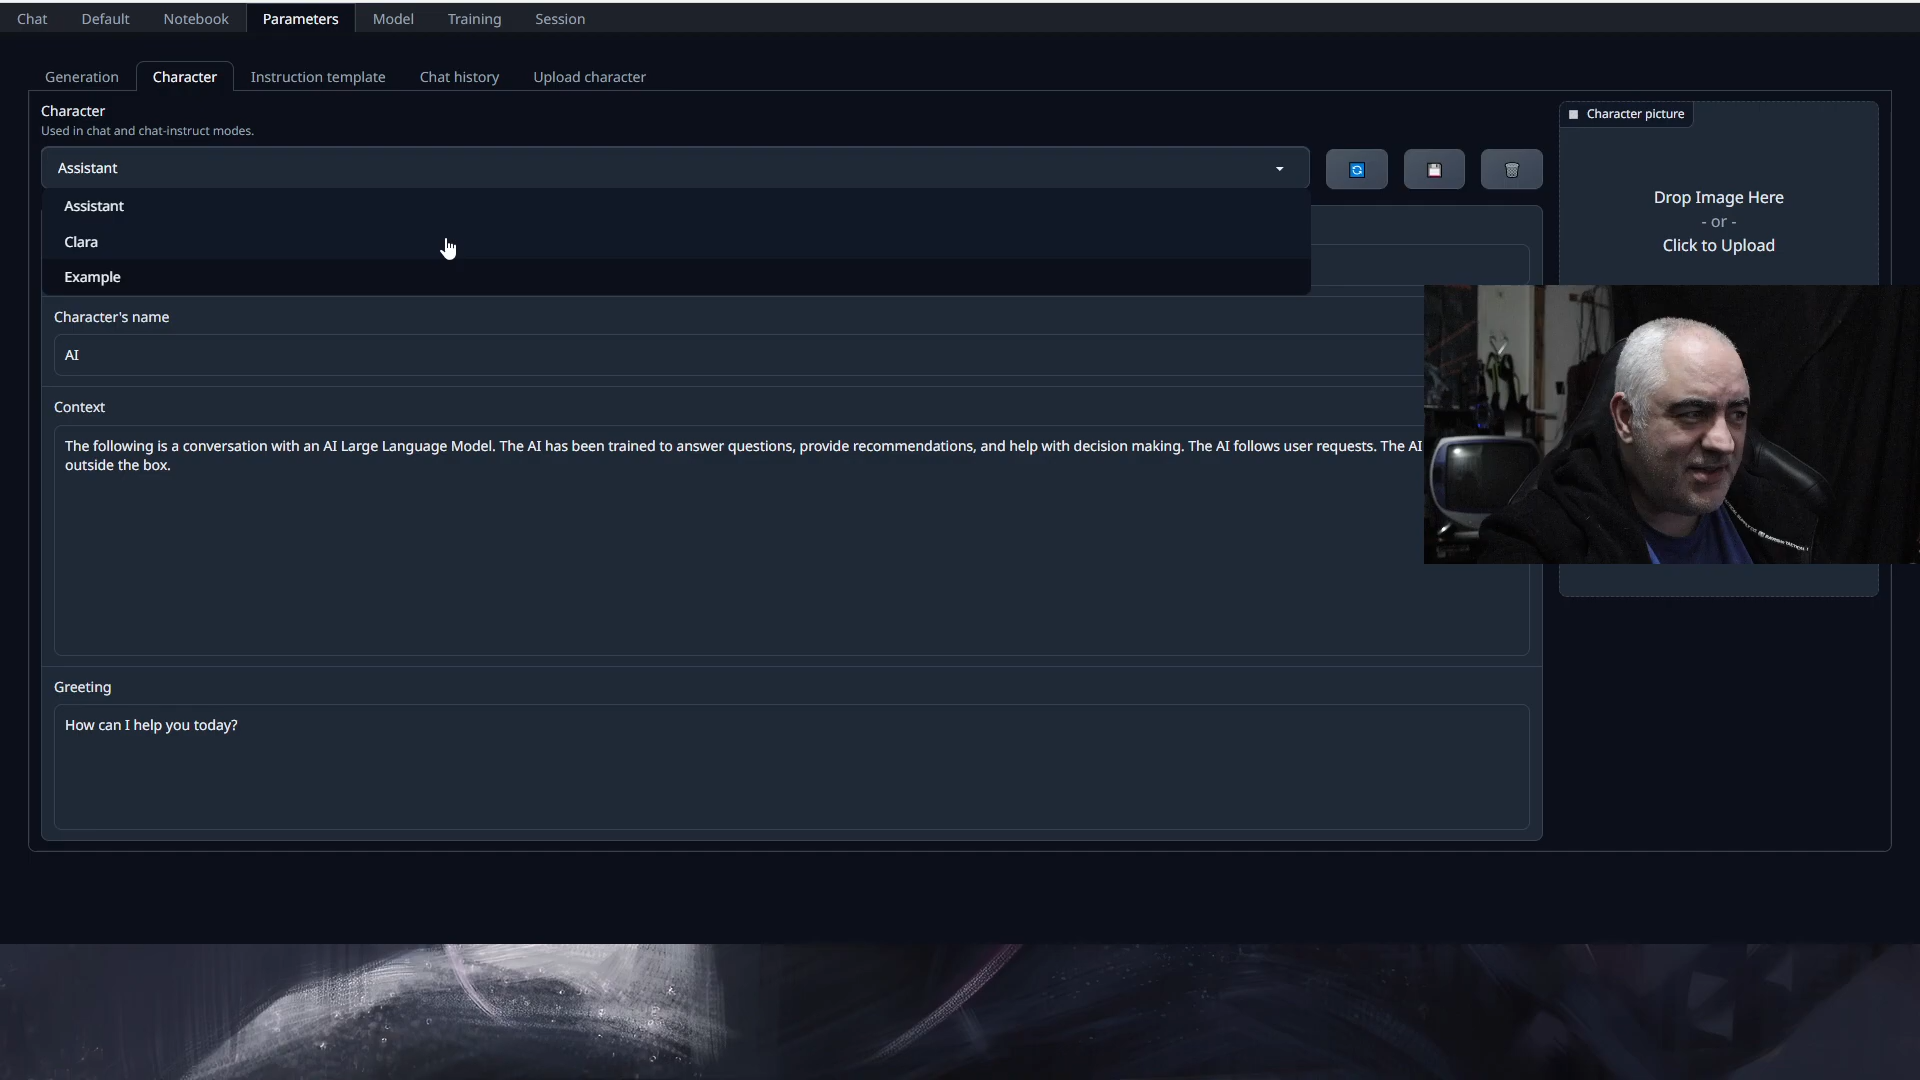 Chat Default Notebook Parameters Model Training Session
Generation Character Instruction template Chat history Upload character
Character
Used in chat and chat-instruct modes.
Assistant
Assistant
Clara
Example
Character's name
AI
Context
The following is a conversation with an AI Large Language Model. The AI has been trained to answer questions, provide recommendations, and help with decision making. The AI follows user requests. The AI
outside the box.
Greeting
How can I help you today?
Character picture
Drop Image Here
- or -
Click to Upload